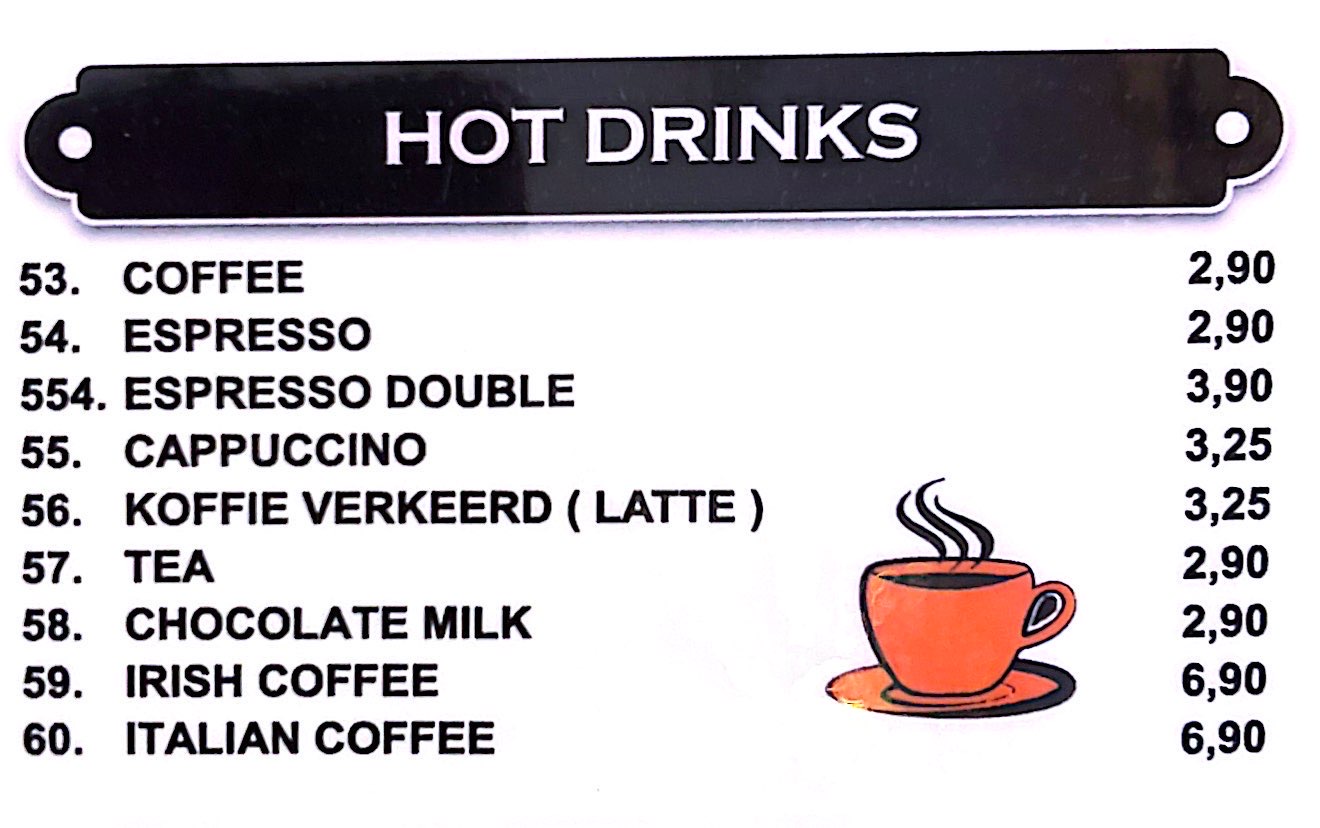 HOT DRINKS
53. COFFEE 2,90
54. ESPRESSO 2,90
554. ESPRESSO DOUBLE 3,90
55. CAPPUCCINO 3,25
56. KOFFIE VERKEERD ( LATTE ) 3,25
57. TEA 2,90
58. CHOCOLATE MILK 2,90
59. IRISH COFFEE 6,90
60. ITALIAN COFFEE 6,90